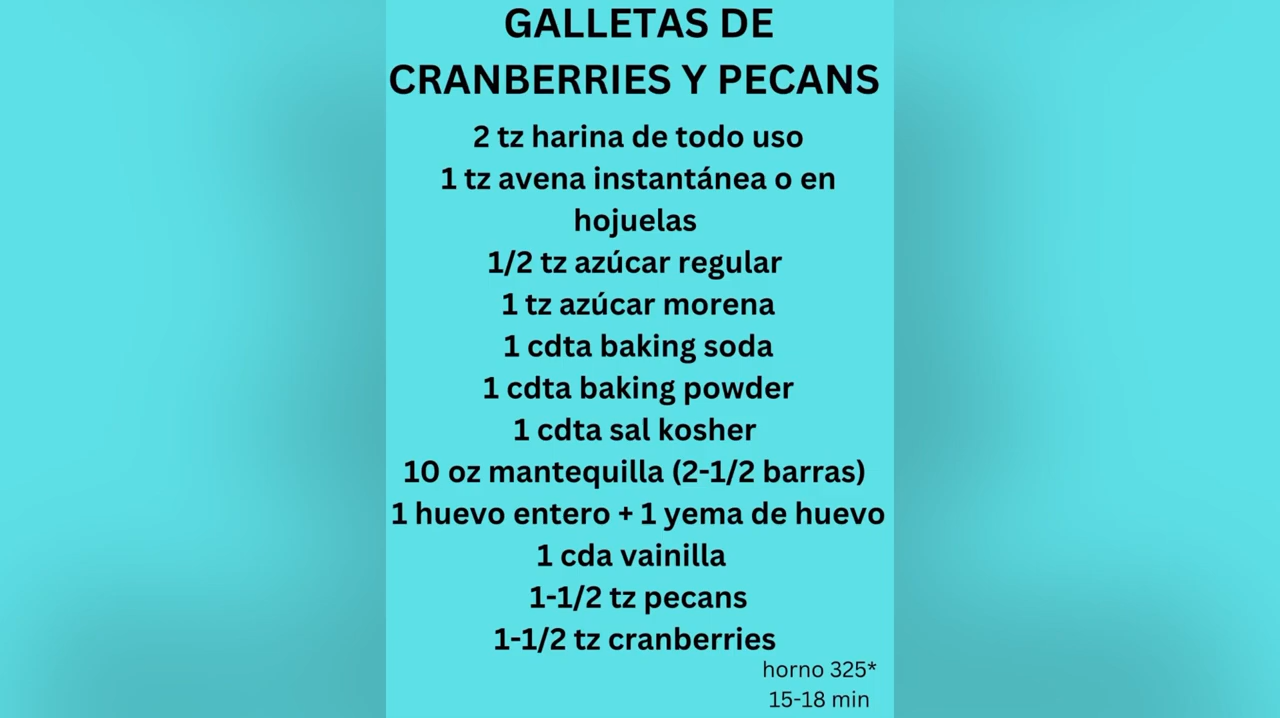 GALLETAS DE
CRANBERRIES Y PECANS
2 tz harina de todo uso
1 tz avena instantánea o en
hojuelas
1/2 tz azúcar regular
1 tz azúcar morena
1 cdta baking soda
1 cdta baking powder
1 cdta sal kosher
10 oz mantequilla (2-1/2 barras)
1 huevo entero + 1 yema de huevo
1 cda vainilla
1-1/2 tz pecans
1-1/2 tz cranberries
horno 325*
15-18 min